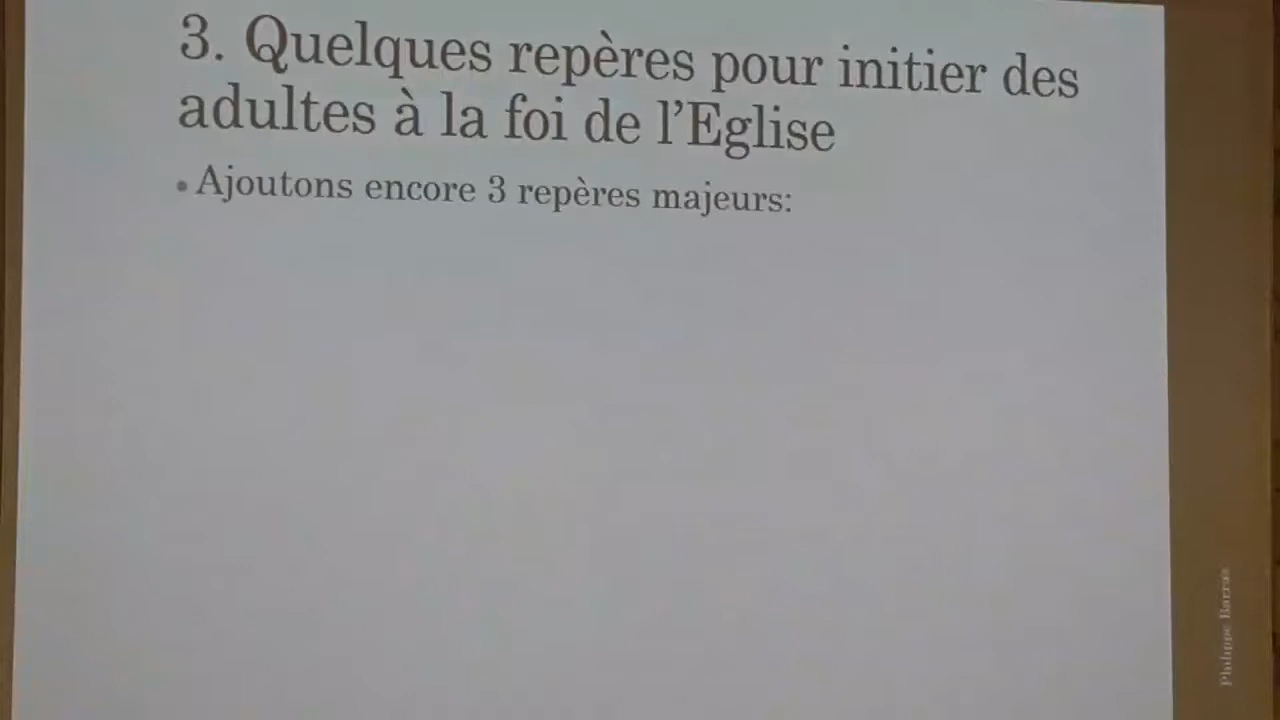 3. Quelques repères pour initier des
adultes à la foi de l'Eglise
• Ajoutons encore 3 repères majeurs:
Philippe Barras